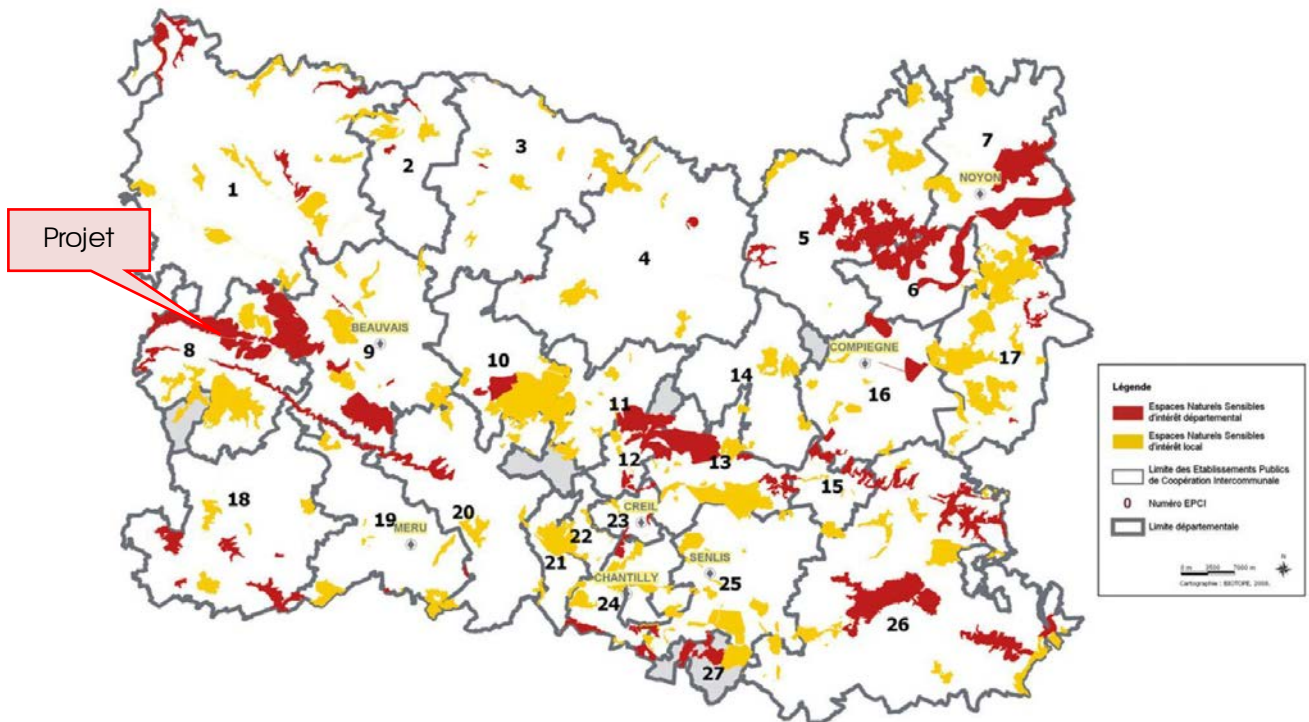 Projet
1
2
3
4
5
6
7
NOYON
8
BEAUVAIS
9
10
11
12
13
14
15
COMPIEGNE
16
17
18
19
MERU
20
21
22
23
CREIL
CHANTILLY
24
SENLIS
25
26
27
Légende
Espaces Naturels Sensibles
d'intérêt départemental
Espaces Naturels Sensibles
d'intérêt local
Limite des Etablissements Publics
de Coopération Intercommunale
0 Numéro EPCI
Limite départementale
N
0 m 3500 7000 m
Cartographie : BIOTOPE, 2008.